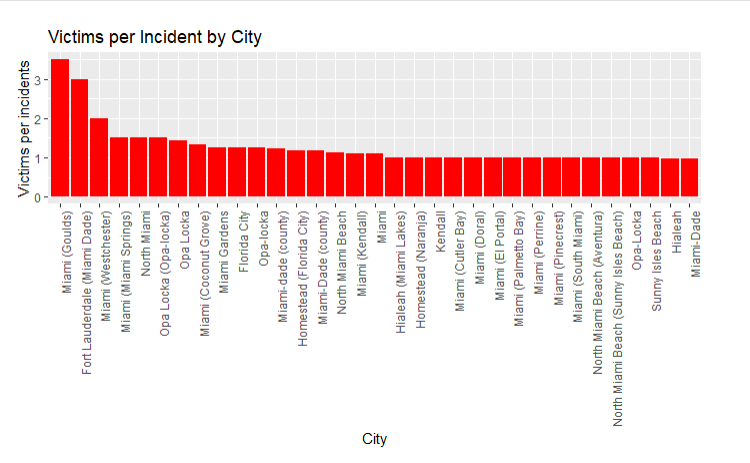 Victims per Incident by City
Victims per incidents
3
2
1
0
Miami (Goulds)
Fort Lauderdale (Miami Dade)
Miami (Westchester)
Miami (Miami Springs)
North Miami
Opa Locka (Opa-locka)
Opa Locka
Miami (Coconut Grove)
Miami Gardens
Florida City
Opa-locka
Miami-dade (county)
Homestead (Florida City)
Miami-Dade (county)
North Miami Beach
Miami (Kendall)
Miami
Hialeah (Miami Lakes)
Homestead (Naranja)
Kendall
Miami (Cutler Bay)
Miami (Doral)
Miami (El Portal)
Miami (Palmetto Bay)
Miami (Perrine)
Miami (Pinecrest)
Miami (South Miami)
North Miami Beach (Aventura)
North Miami Beach (Sunny Isles Beach)
Opa-Locka
Sunny Isles Beach
Hialeah
Miami-Dade
City